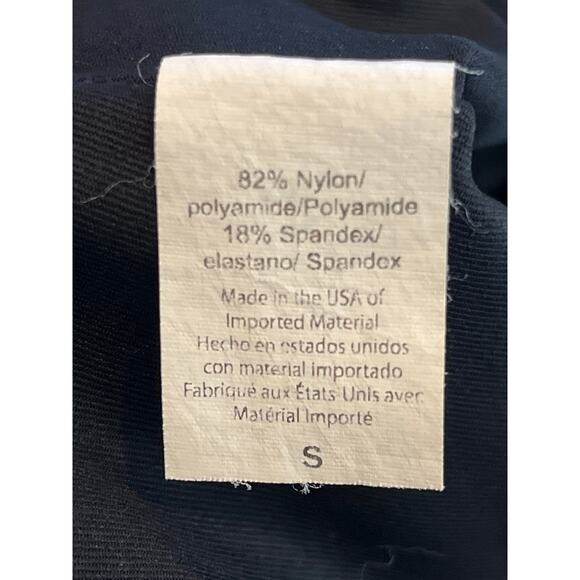 82% Nylon/
polyamide/Polyamide
18% Spandex/
elastano/ Spandex
Made in the USA of
Imported Material
Hecho en estados unidos
con material importado
Fabriqué aux États-Unis avec
Matérial Importé
S